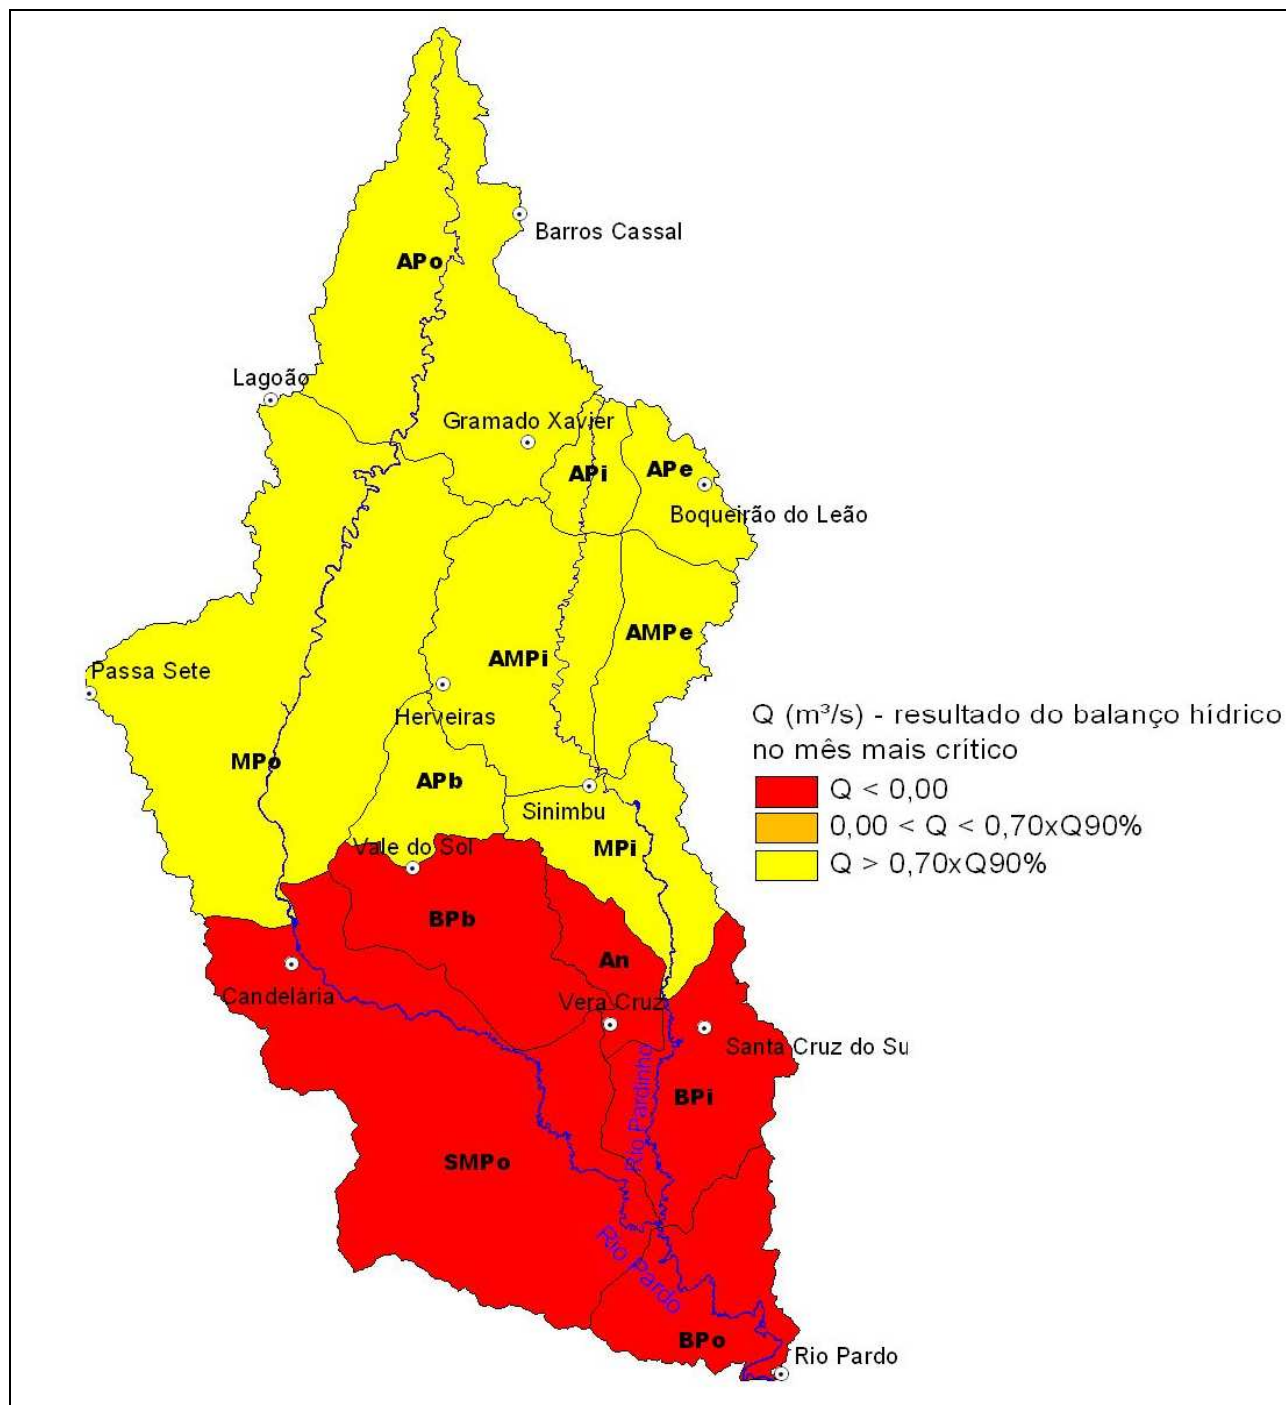 Barros Cassal
APo
Lagoão
Gramado Xavier
APi
APe
Boqueirão do Leão
AMPe
AMPi
Passa Sete
Herveiras
Q (m³/s) - resultado do balanço hídrico
no mês mais crítico
MPo
APb
Q < 0,00
Sinimbu
0,00 < Q < 0,70xQ90%
Vale do Sol
MPi
Q > 0,70xQ90%
BPb
An
Candelária
Vera Cruz
Santa Cruz do Su
Rio Pardinho
BPi
SMPo
Rio Pardo
BPo
Rio Pardo